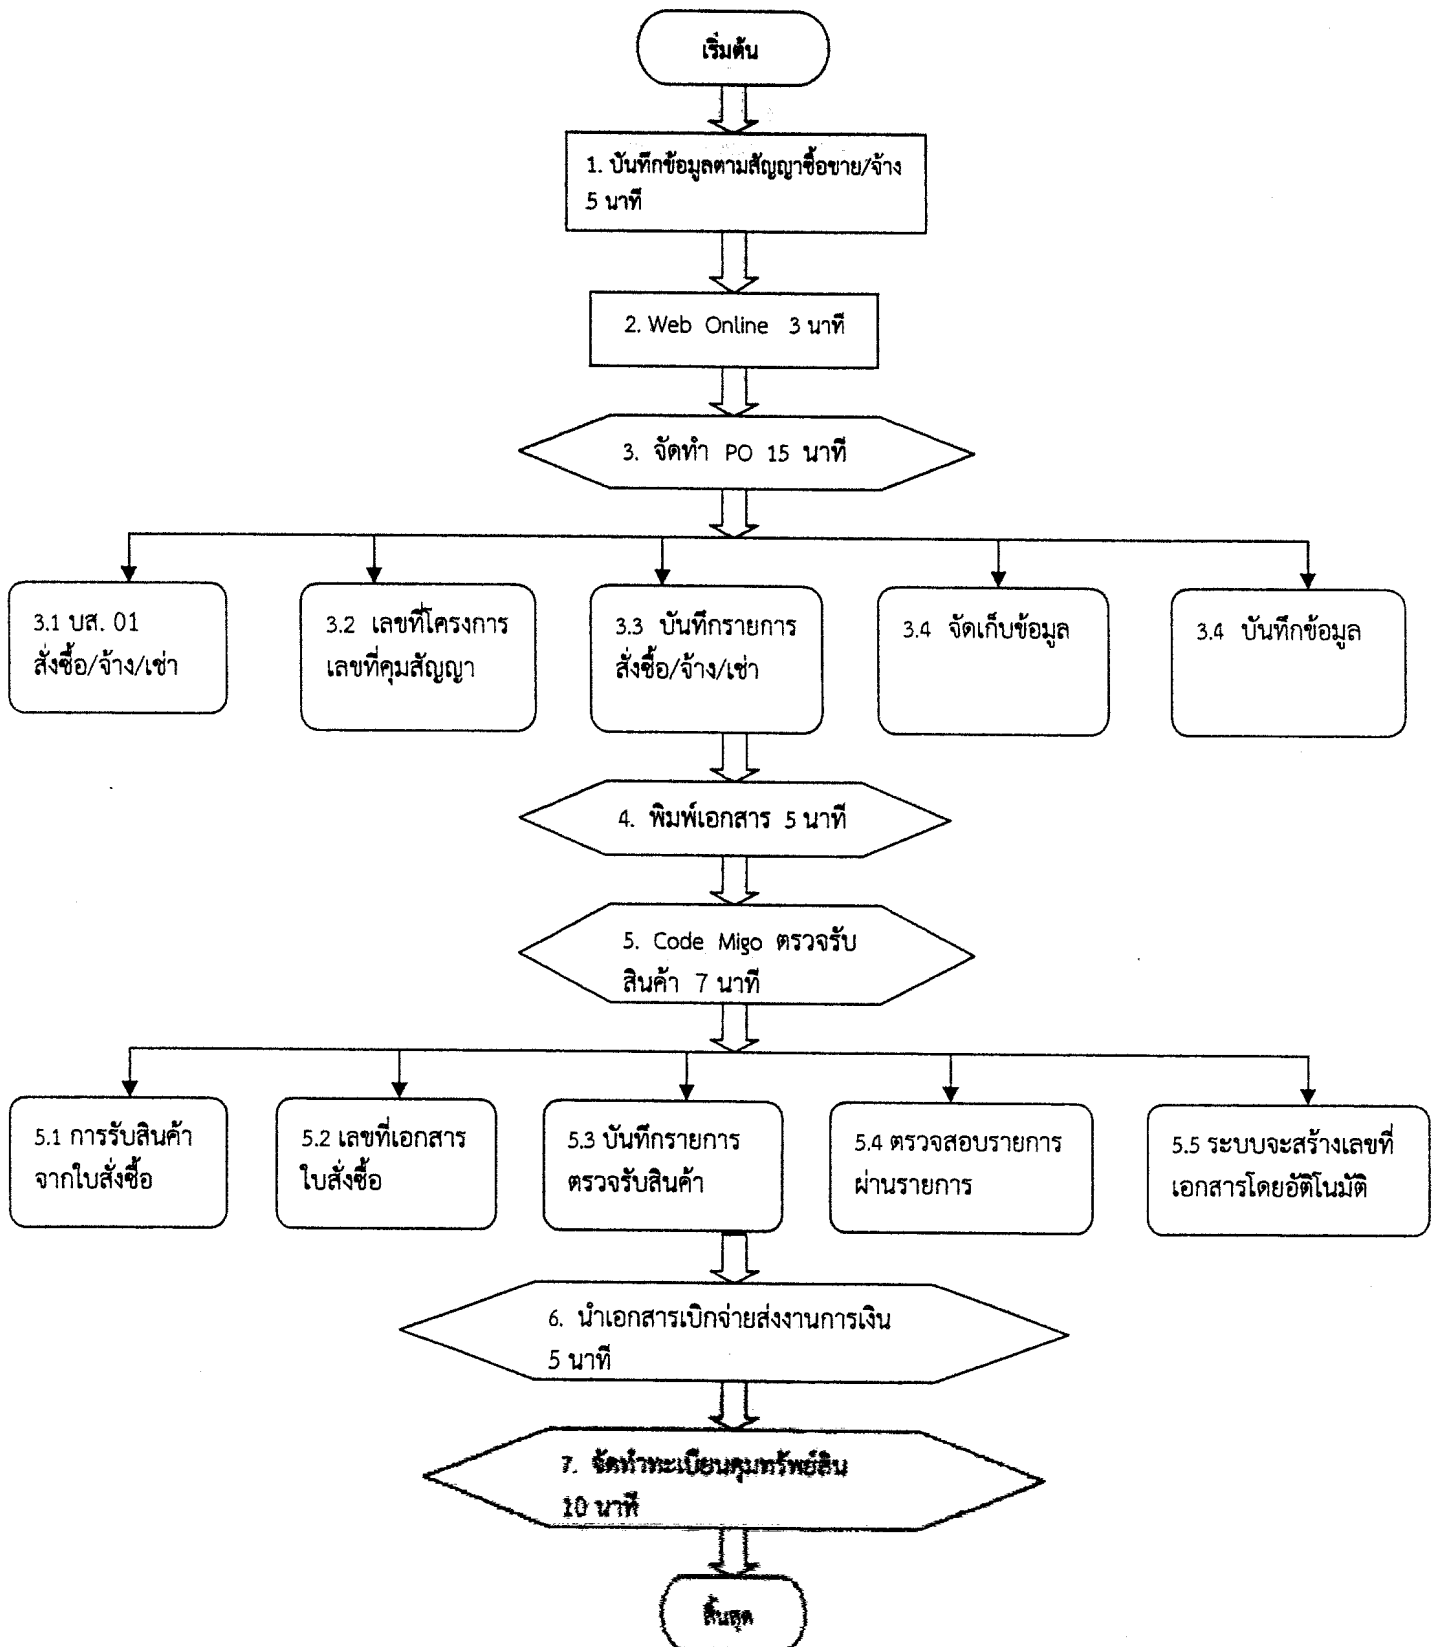 เริ่มต้น
1. บันทึกข้อมูลตามสัญญาซื้อขาย/จ้าง
5 นาที
2. Web Online 3 นาที
3. จัดทำ PO 15 นาที
3.1 บส. 01
สั่งซื้อ/จ้าง/เช่า
3.2 เลขที่โครงการ
เลขที่คุมสัญญา
3.3 บันทึกรายการ
สั่งซื้อ/จ้าง/เช่า
3.4 จัดเก็บข้อมูล
3.4 บันทึกข้อมูล
4. พิมพ์เอกสาร 5 นาที
5. Code Migo ตรวจรับ
สินค้า 7 นาที
5.1 การรับสินค้า
จากใบสั่งซื้อ
5.2 เลขที่เอกสาร
ใบสั่งซื้อ
5.3 บันทึกรายการ
ตรวจรับสินค้า
5.4 ตรวจสอบรายการ
ผ่านรายการ
5.5 ระบบจะสร้างเลขที่
เอกสารโดยอัติโนมัติ
6. นำเอกสารเบิกจ่ายส่งงานการเงิน
5 นาที
7. จัดทำทะเบียนคุมทรัพย์สิน
10 นาที
สิ้นสุด